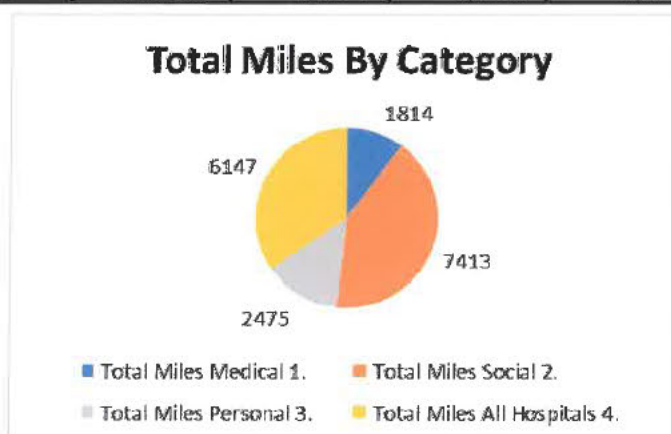 Total Miles By Category
1814
6147
7413
2475
Total Miles Medical 1. Total Miles Social 2.
Total Miles Personal 3. Total Miles All Hospitals 4.